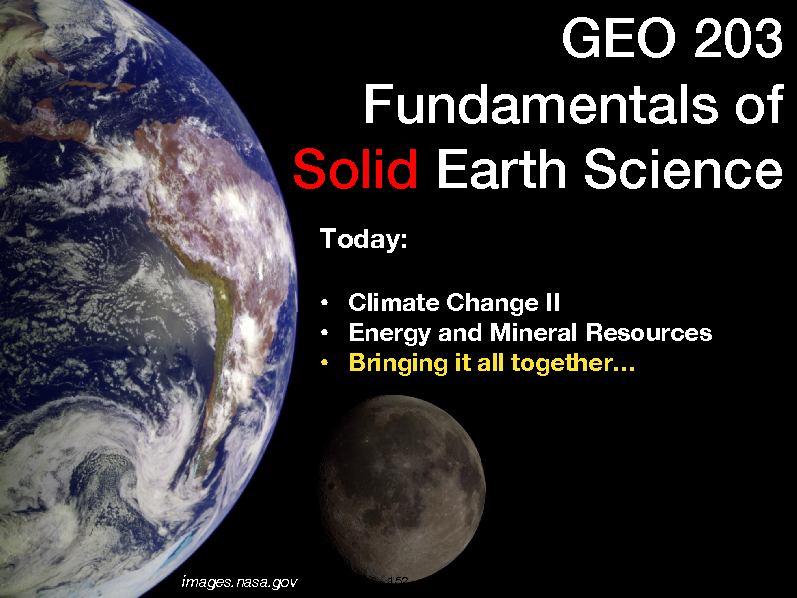 GEO 203
Fundamentals of
Solid Earth Science
Today:
• Climate Change II
• Energy and Mineral Resources
• Bringing it all together...
images.nasa.gov
152